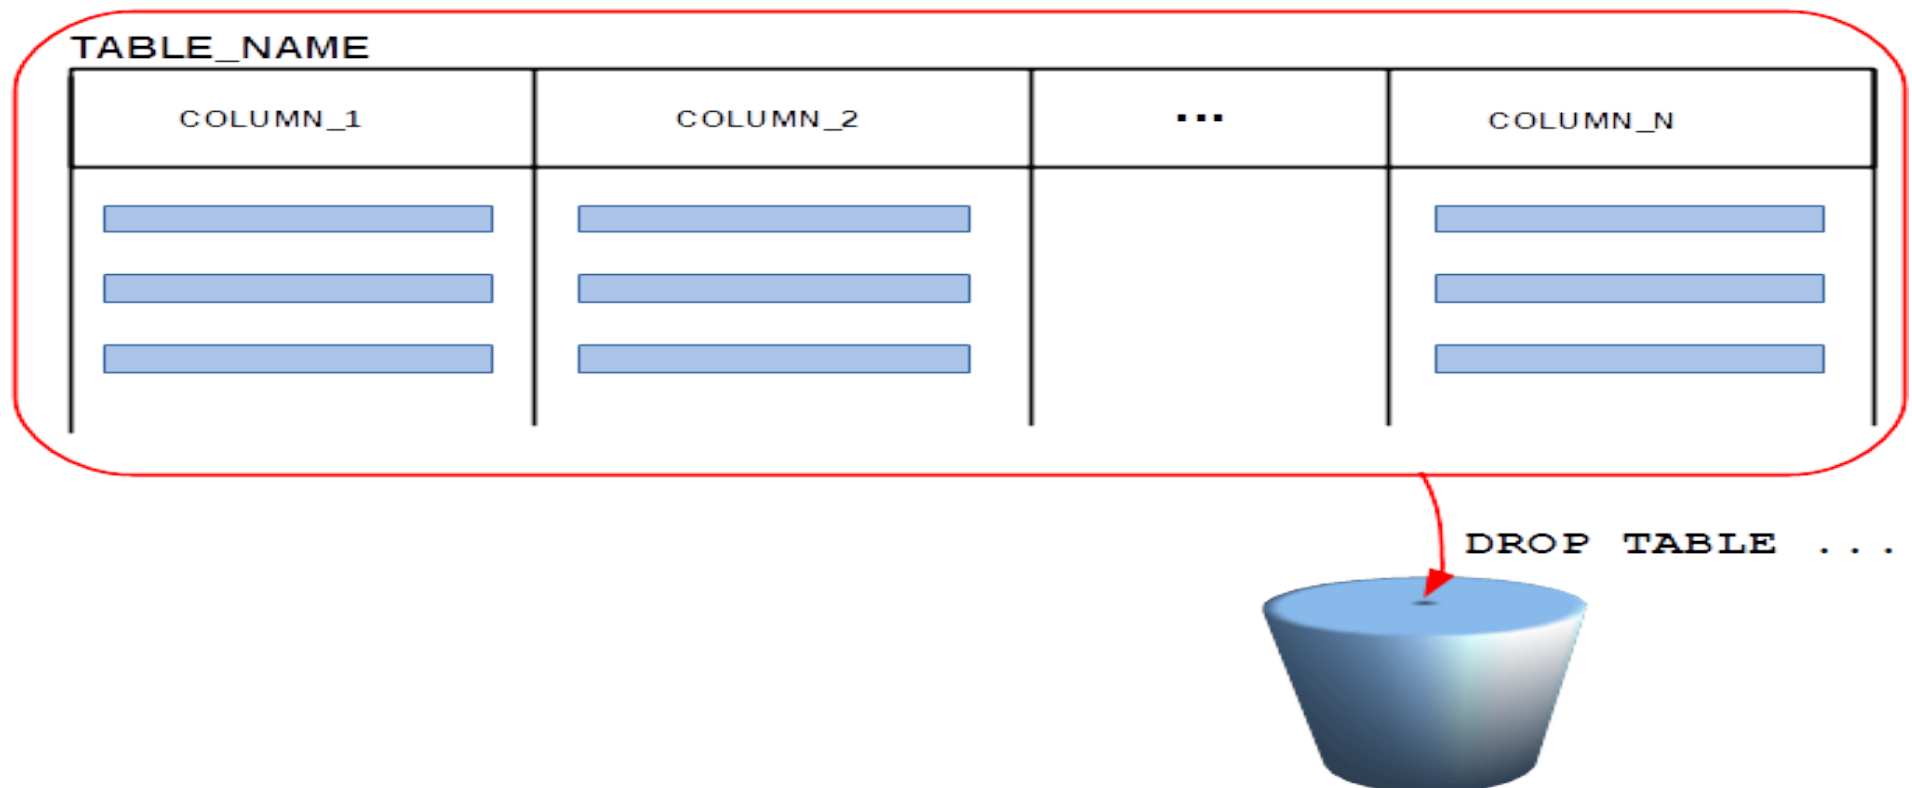 TABLE_NAME
COLUMN_1 COLUMN_2 ... COLUMN_N
DROP TABLE ...